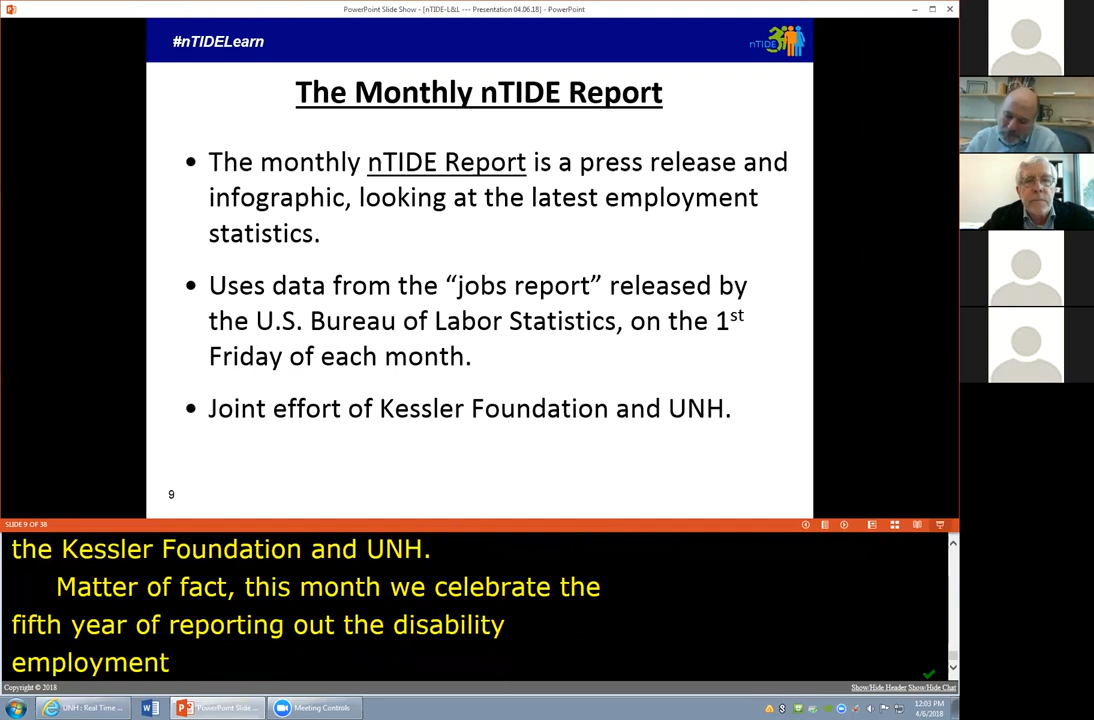 PowerPoint Slide Show - [nTIDE-L&L --- Presentation 04.06.18] - PowerPoint
#nTIDELearn
nTIDE
The Monthly nTIDE Report
• The monthly nTIDE Report is a press release and
infographic, looking at the latest employment
statistics.
• Uses data from the “jobs report” released by
the U.S. Bureau of Labor Statistics, on the 1st
Friday of each month.
• Joint effort of Kessler Foundation and UNH.
9
SLIDE 9 OF 38
the Kessler Foundation and UNH.
Matter of fact, this month we celebrate the
fifth year of reporting out the disability
employment
Copyright © 2018
Show/Hide Header Show/Hide Chat
UNH : Real Time ...
PowerPoint Slide ...
Meeting Controls
12:03 PM
4/6/2018